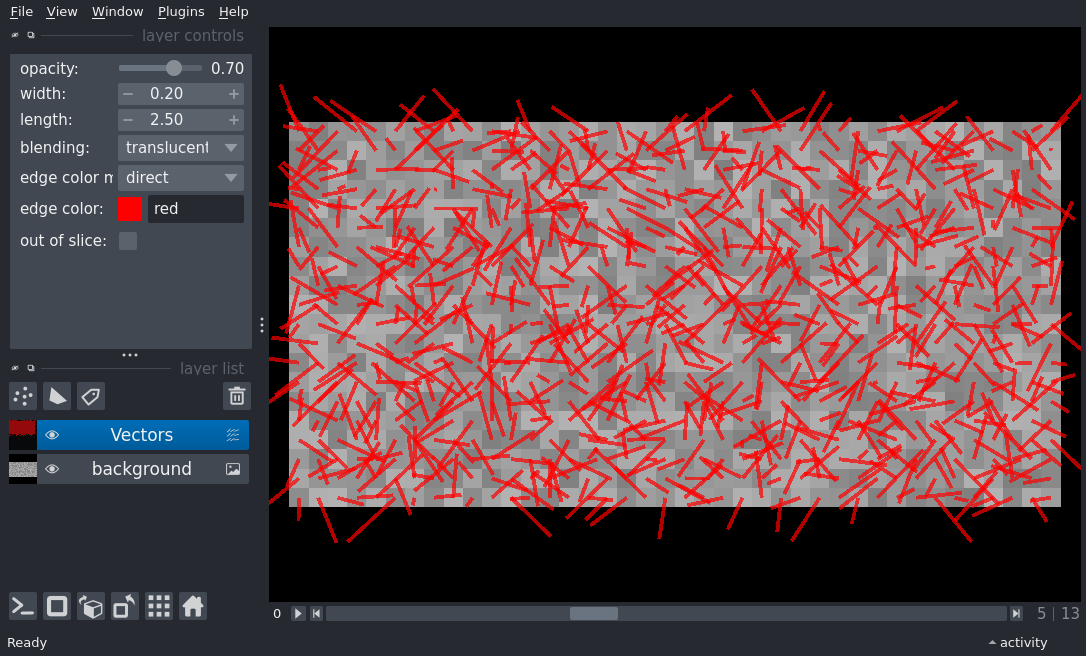 File View Window Plugins Help
layer controls
opacity: 0.70
width: − 0.20 +
length: − 2.50 +
blending: translucent
edge color m direct
edge color: red
out of slice:
layer list
Vectors
background
0 5 | 13
Ready activity